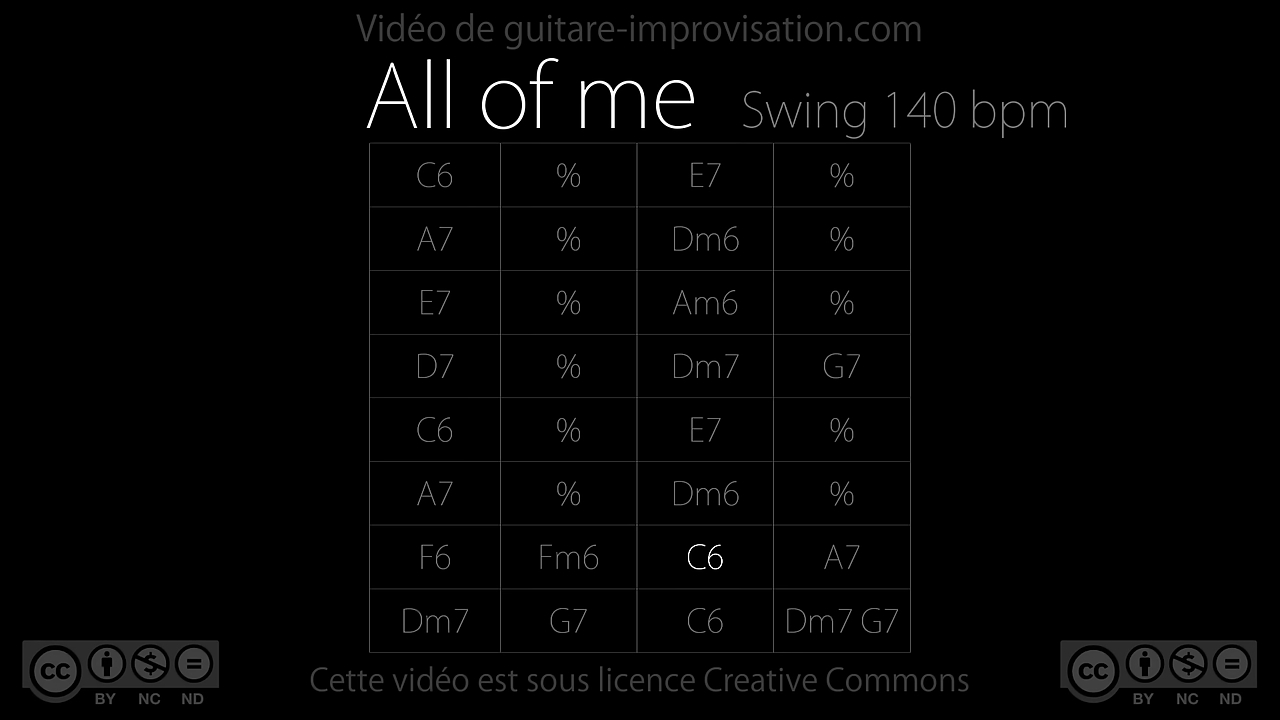 Vidéo de guitare-improvisation.com
All of me Swing 140 bpm
C6 % E7 %
A7 % Dm6 %
E7 % Am6 %
D7 % Dm7 G7
C6 % E7 %
A7 % Dm6 %
F6 Fm6 C6 A7
Dm7 G7 C6 Dm7 G7
cc BY NC ND
cc BY NC ND
Cette vidéo est sous licence Creative Commons